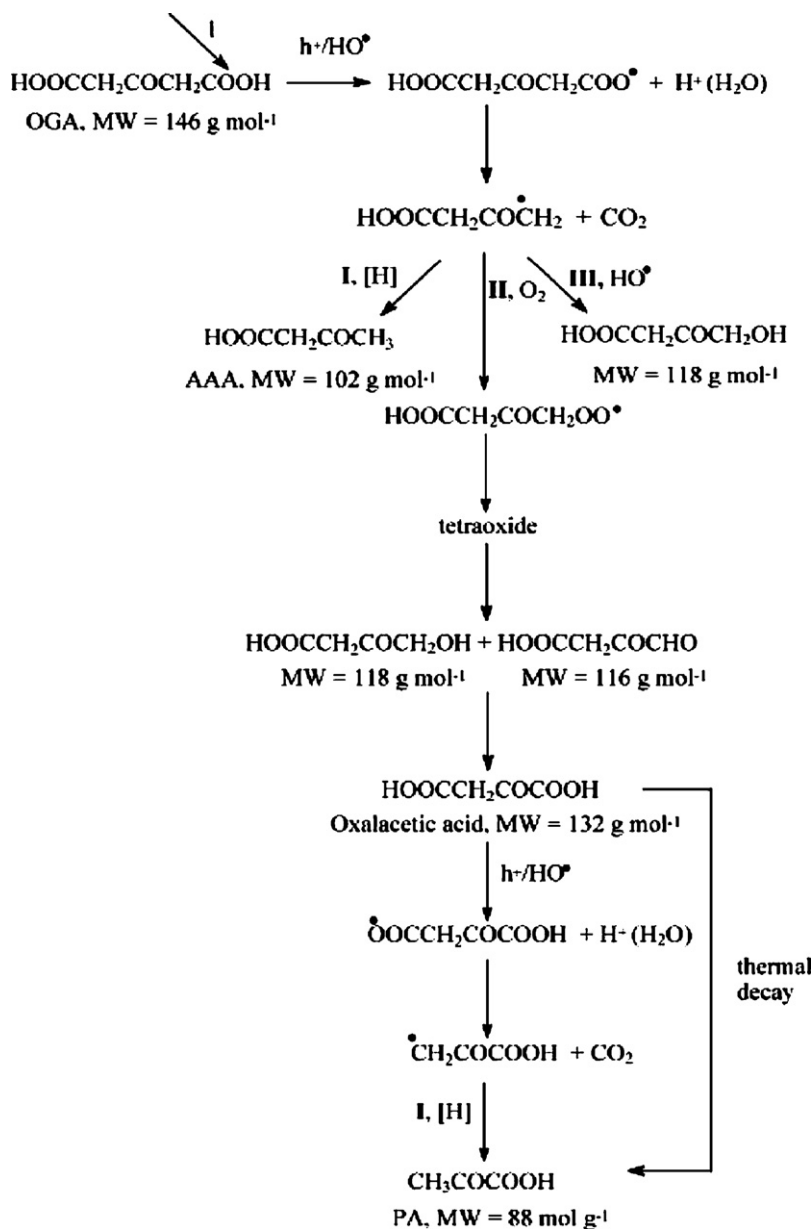 1
h⁺/HO•
HOOCCH₂COCH₂COOH
HOOCCH₂COCH₂COO• + H⁺ (H₂O)
OGA, MW = 146 g mol⁻¹
HOOCCH₂COCH₂• + CO₂
I, [H]
II, O₂
III, HO•
HOOCCH₂COCH₃
HOOCCH₂COCH₂OH
AAA, MW = 102 g mol⁻¹
MW = 118 g mol⁻¹
HOOCCH₂COCH₂OO•
tetraoxide
HOOCCH₂COCH₂OH + HOOCCH₂COCHO
MW = 118 g mol⁻¹
MW = 116 g mol⁻¹
HOOCCH₂COCOOH
Oxalacetic acid, MW = 132 g mol⁻¹
h⁺/HO•
•OOCCH₂COCOOH + H⁺ (H₂O)
thermal
decay
•CH₂COCOOH + CO₂
I, [H]
CH₃COCOOH
PA, MW = 88 mol g⁻¹